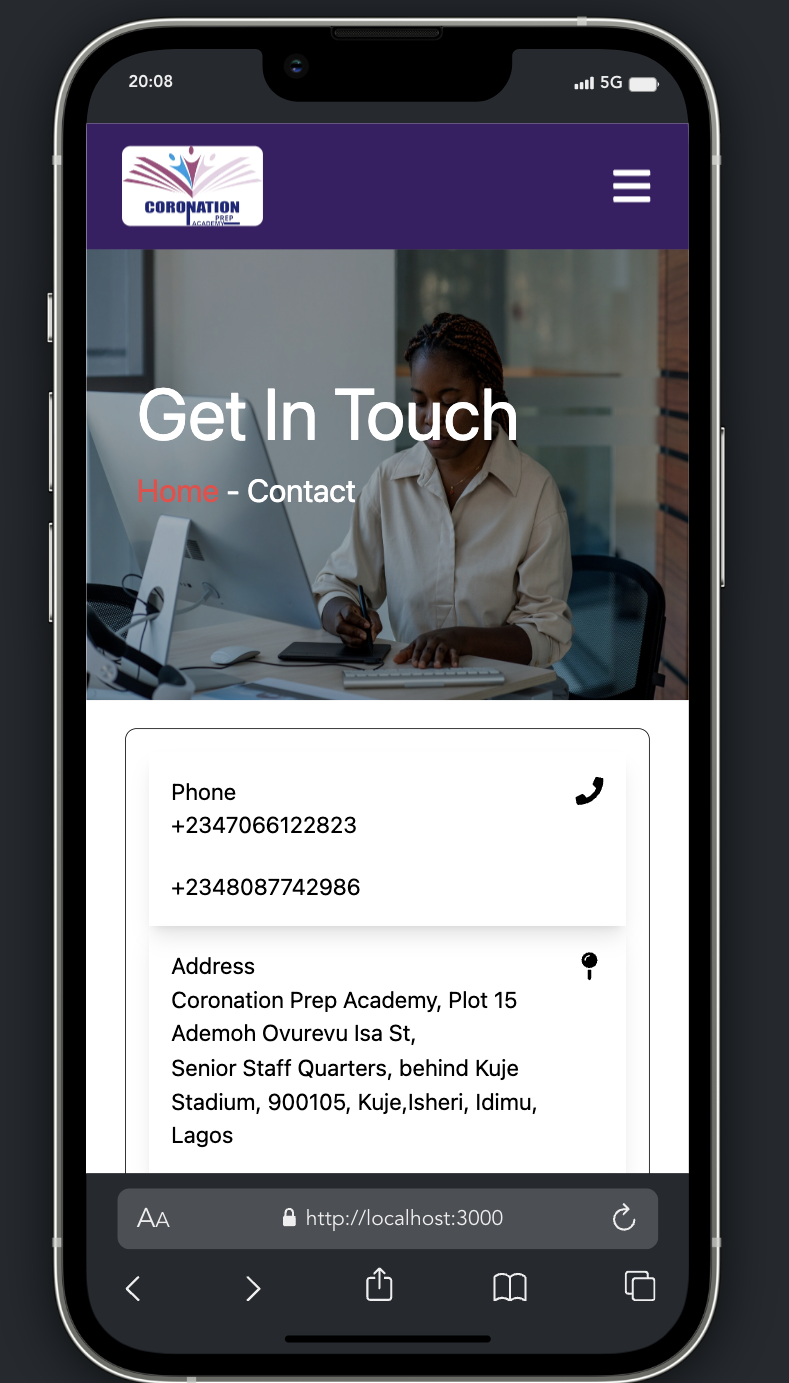 20:08
5G
CORONATION
PREP
ACADEMY
Get In Touch
Home - Contact
Phone
+2347066122823
+2348087742986
Address
Coronation Prep Academy, Plot 15
Ademoh Ovurevu Isa St,
Senior Staff Quarters, behind Kuje
Stadium, 900105, Kuje,Isheri, Idimu,
Lagos
AA
http://localhost:3000